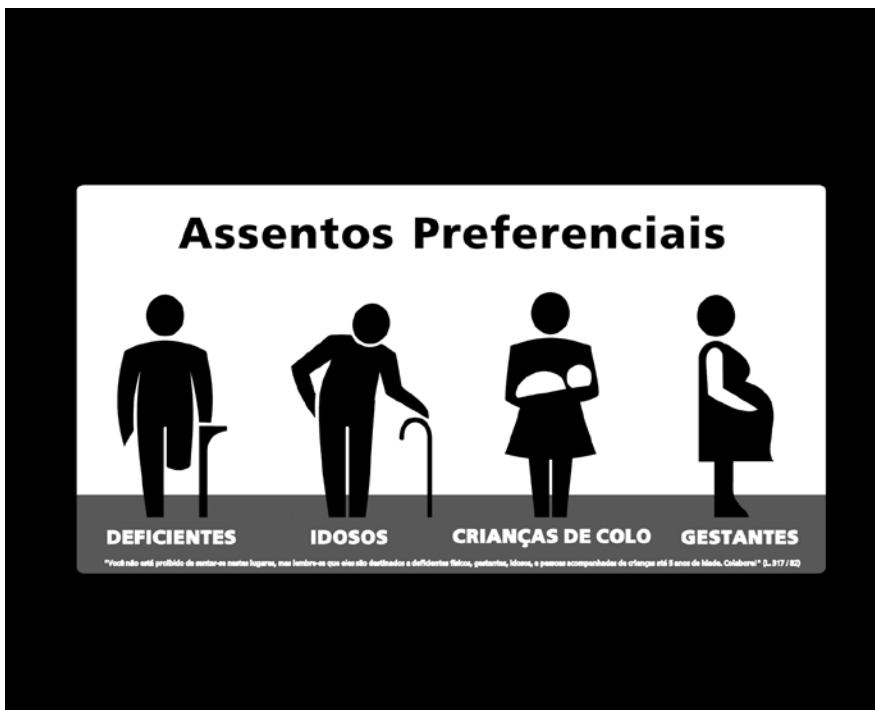 Assentos Preferenciais
DEFICIENTES IDOSOS CRIANÇAS DE COLO GESTANTES
"Você não está proibido de sentar-se nestes lugares, mas lembre-se que eles são destinados a deficientes físicos, gestantes, idosos, a pessoas acompanhadas de crianças até 5 anos de idade. Colabore!" (L. 317 / 82)